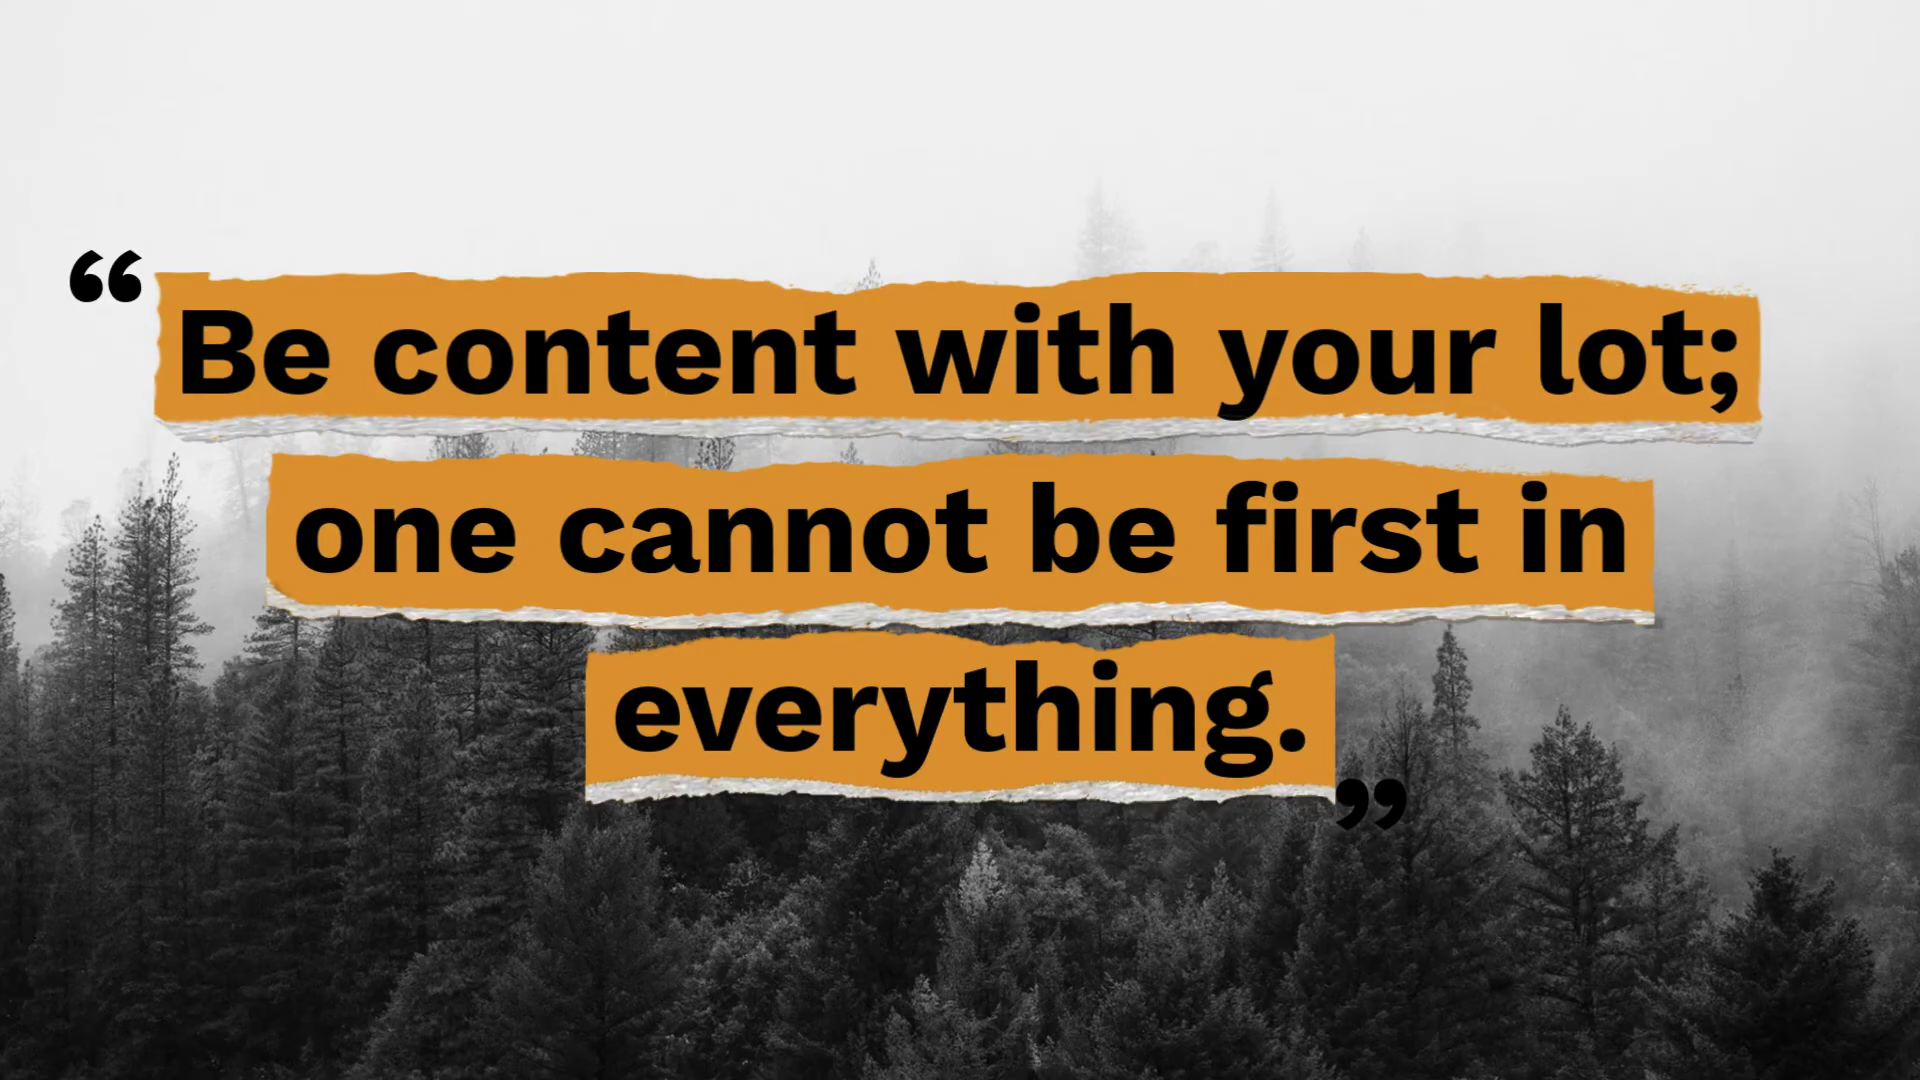 “Be content with your lot;
one cannot be first in
everything.”